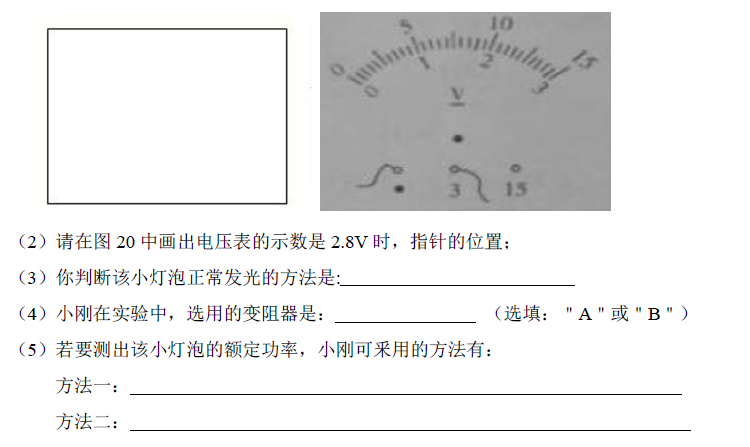 0 5 10 15
0 1 2 3
V
3 15
（2）请在图 20 中画出电压表的示数是 2.8V 时，指针的位置；
（3）你判断该小灯泡正常发光的方法是:
（4）小刚在实验中，选用的变阻器是： （选填： " A " 或 " B " ）
（5）若要测出该小灯泡的额定功率，小刚可采用的方法有：
方法一：
方法二：